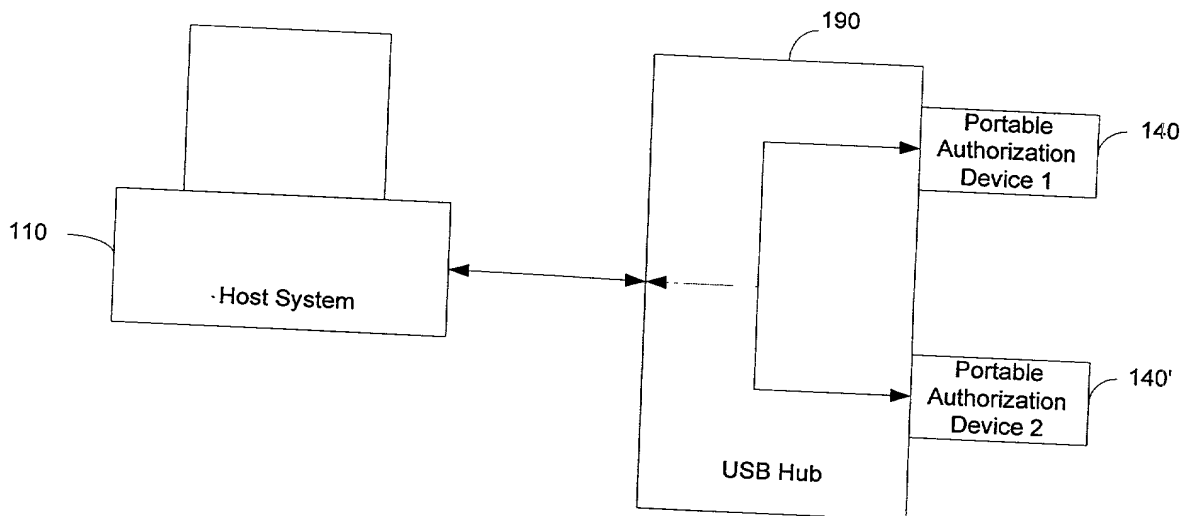 190
Portable
Authorization
Device 1
140
110
Host System
Portable
Authorization
Device 2
140'
USB Hub